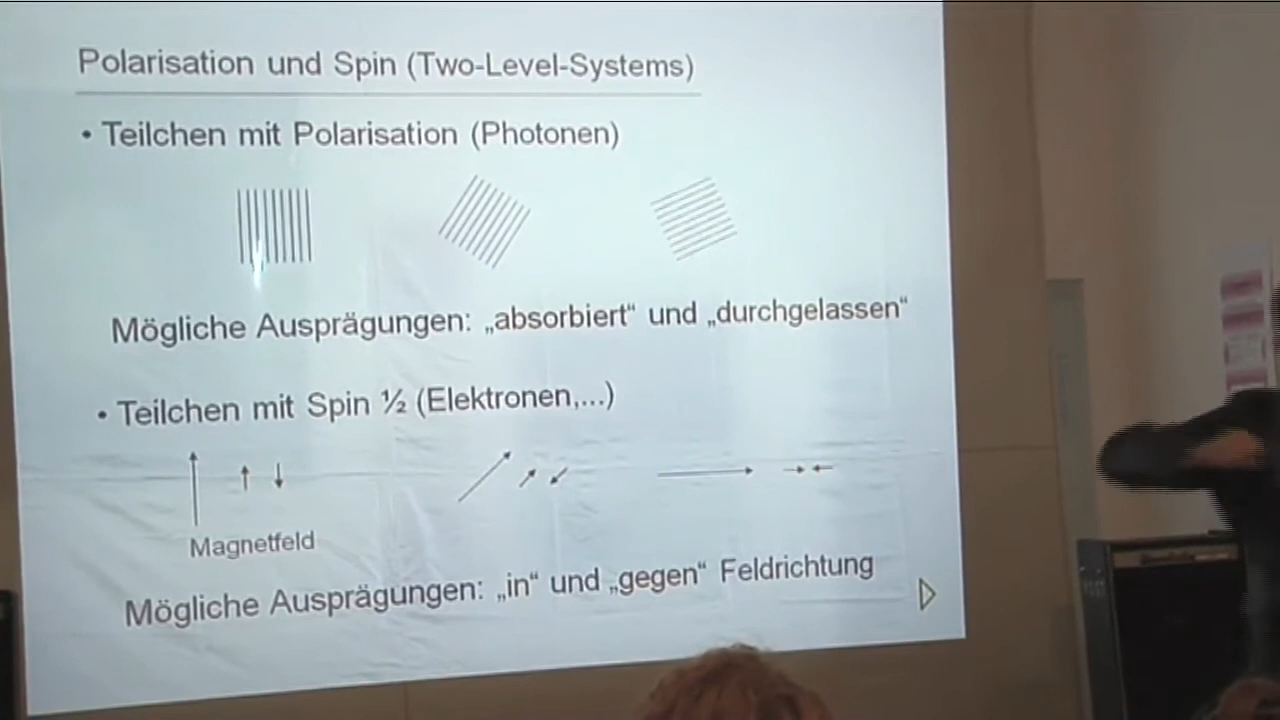 Polarisation und Spin (Two-Level-Systems)
• Teilchen mit Polarisation (Photonen)
Mögliche Ausprägungen: „absorbiert“ und „durchgelassen“
• Teilchen mit Spin ½ (Elektronen,...)
Magnetfeld
Mögliche Ausprägungen: „in“ und „gegen“ Feldrichtung